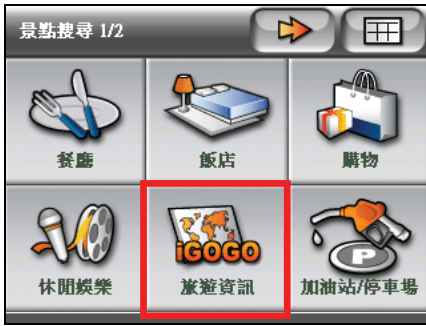 景點搜尋 1/2
餐廳
飯店
購物
iGOGO
P
休閒娛樂
旅遊資訊
加油站/停車場